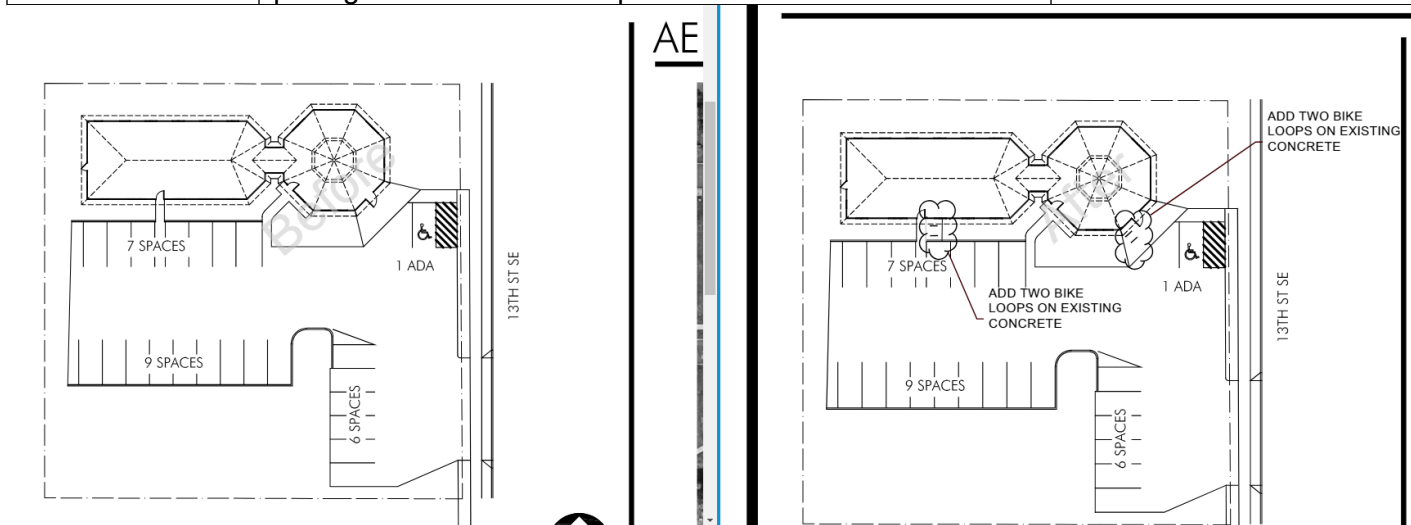 AE
Before
7 SPACES
1 ADA
13TH ST SE
9 SPACES
6 SPACES
After
ADD TWO BIKE
LOOPS ON EXISTING
CONCRETE
7 SPACES
1 ADA
ADD TWO BIKE
LOOPS ON EXISTING
CONCRETE
13TH ST SE
9 SPACES
6 SPACES